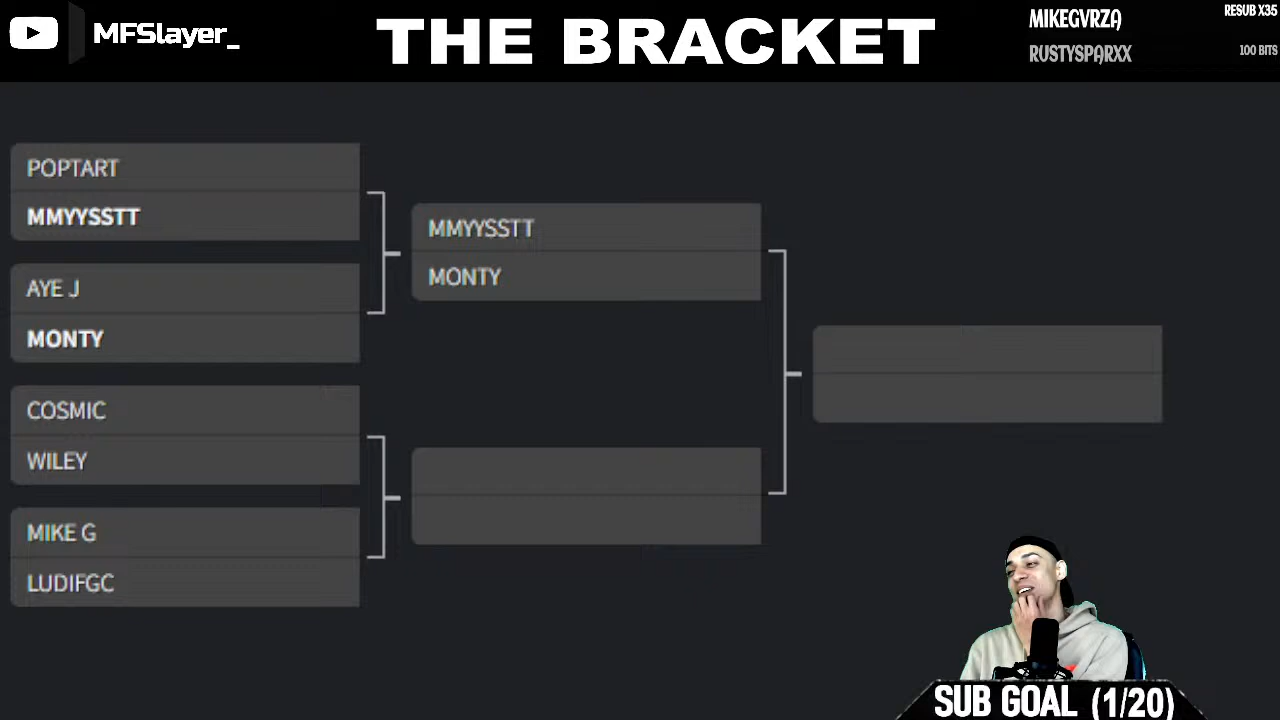 MFSlayer_
THE BRACKET
MIKEGVRZA
RESUB X35
RUSTYSPARXX
100 BITS
POPTART
MMYYSSTT
AYE J
MONTY
COSMIC
WILEY
MIKE G
LUDIFGC
MMYYSSTT
MONTY
SUB GOAL (1/20)